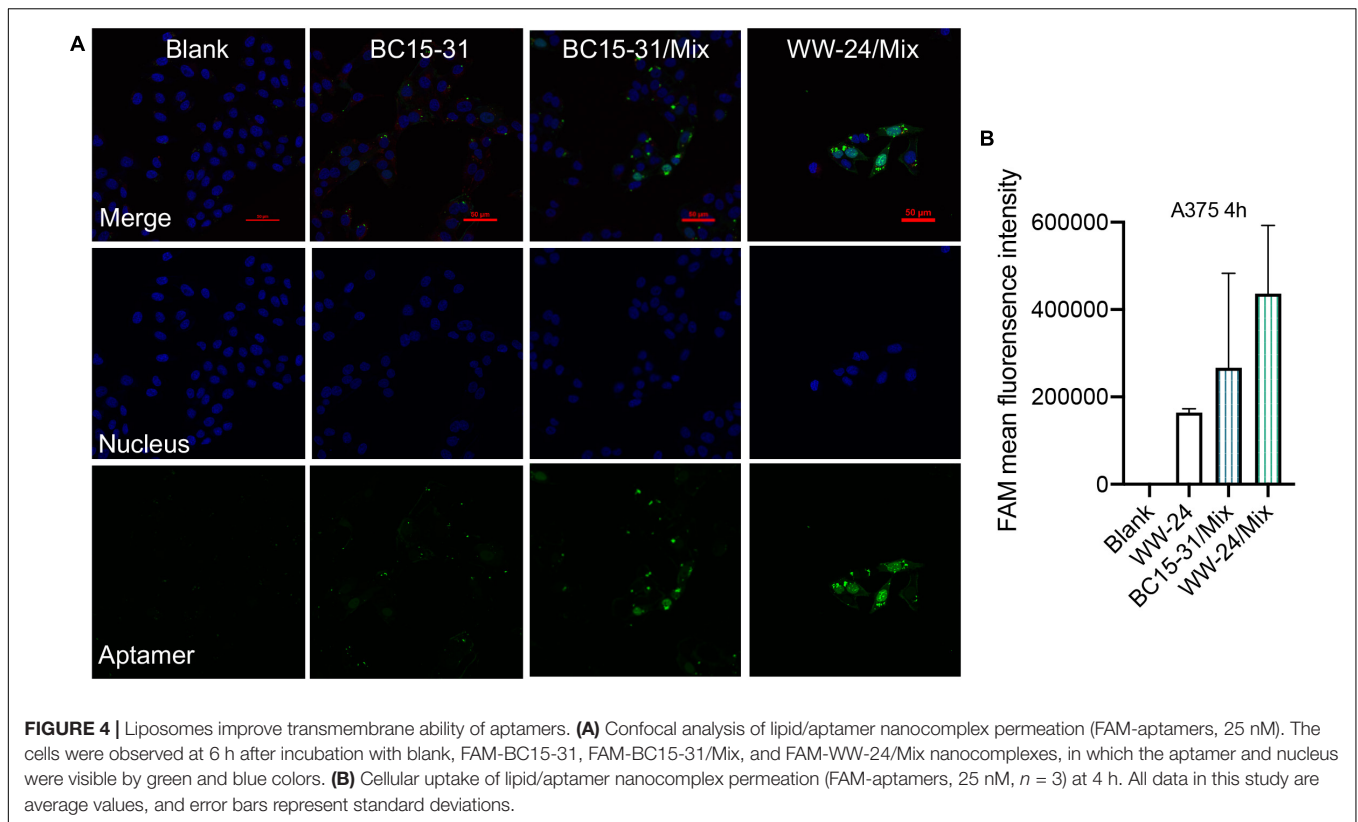 A
Blank
BC15-31
BC15-31/Mix
WW-24/Mix
50 µm
50 µm
50 µm
50 µm
Merge
Nucleus
Aptamer
B
A375 4h
FAM mean fluorensence intensity
600000
400000
200000
0
Blank
WW-24
BC15-31/Mix
WW-24/Mix
FIGURE 4 | Liposomes improve transmembrane ability of aptamers. (A) Confocal analysis of lipid/aptamer nanocomplex permeation (FAM-aptamers, 25 nM). The
cells were observed at 6 h after incubation with blank, FAM-BC15-31, FAM-BC15-31/Mix, and FAM-WW-24/Mix nanocomplexes, in which the aptamer and nucleus
were visible by green and blue colors. (B) Cellular uptake of lipid/aptamer nanocomplex permeation (FAM-aptamers, 25 nM, n = 3) at 4 h. All data in this study are
average values, and error bars represent standard deviations.